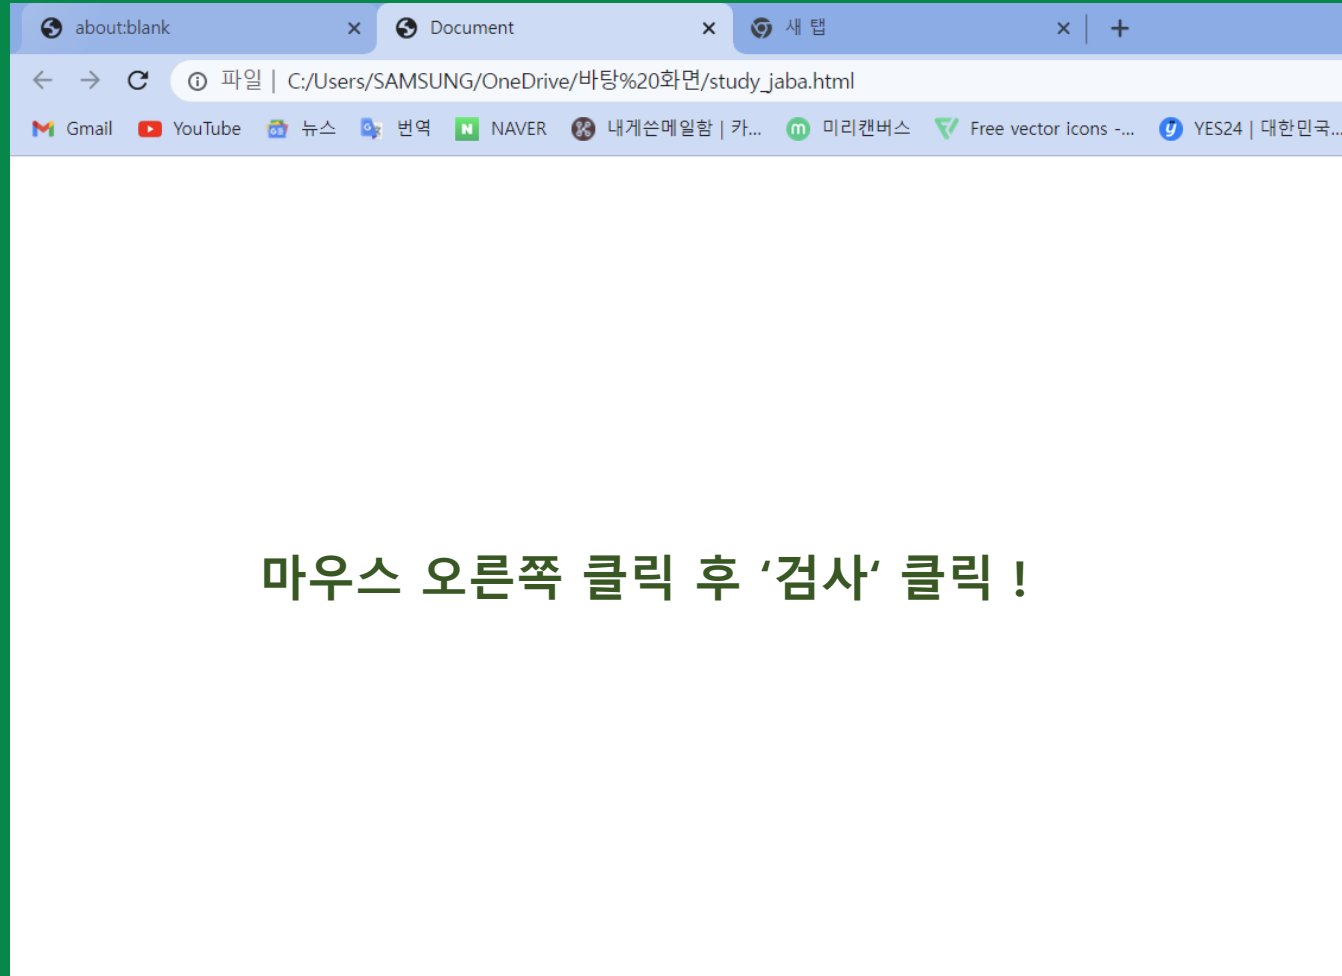 about:blank Document 새 탭
파일 | C:/Users/SAMSUNG/OneDrive/바탕%20화면/study_jaba.html
Gmail YouTube 뉴스 번역 N NAVER 내게쓴메일함 | 카... m 미리캔버스 Free vector icons -... YES24 | 대한민국...
마우스 오른쪽 클릭 후 ‘검사‘ 클릭 !